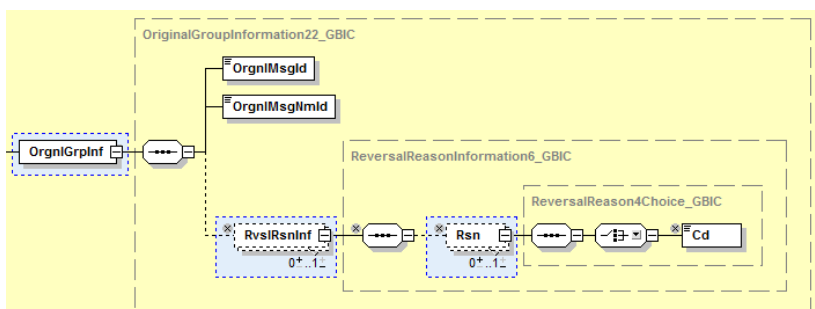 OriginalGroupInformation22_GBIC
OrgnlMsgId
OrgnlMsgNmId
OrgnlGrpInf
ReversalReasonInformation6_GBIC
ReversalReason4Choice_GBIC
RvslRsnInf
Rsn
Cd
0±..1±
0±..1±